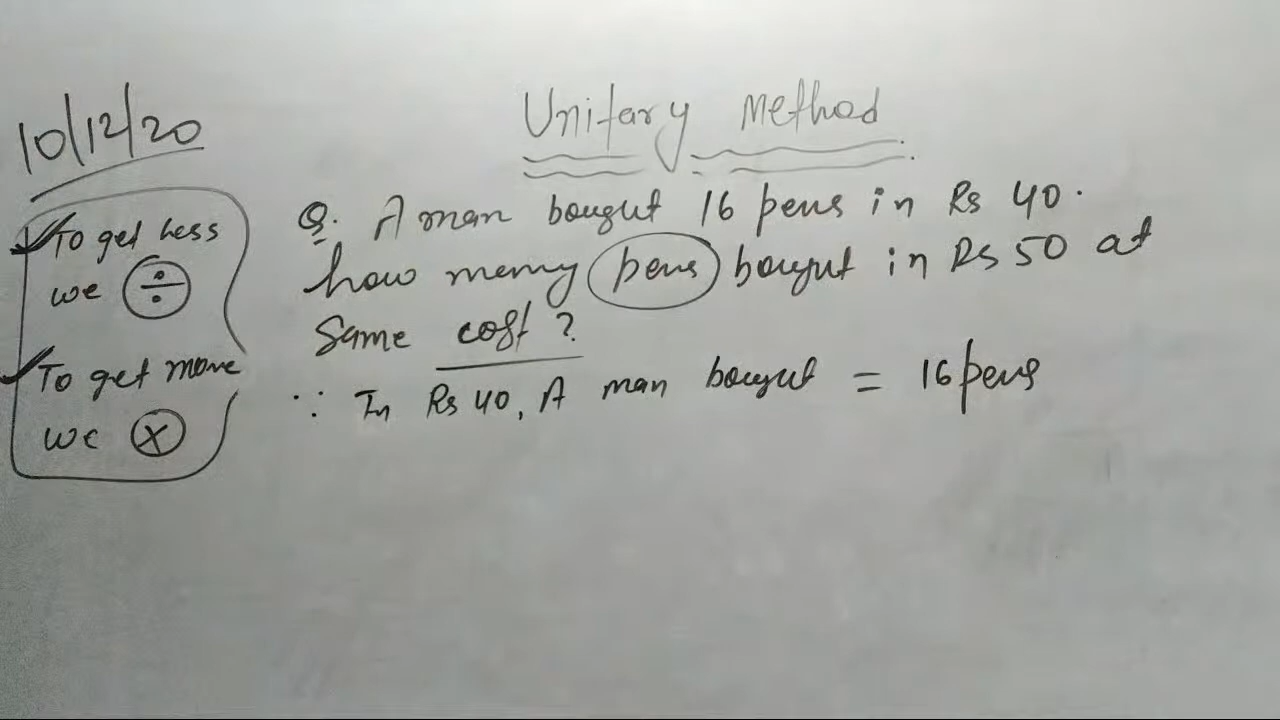 10/12/20
Unitary Method
To get Less
we ÷
To get more
we ×
Q. A man bought 16 pens in Rs 40.
how meny pens bought in Rs 50 at
Same cost ?
∵ In Rs 40, A man bought = 16 pens